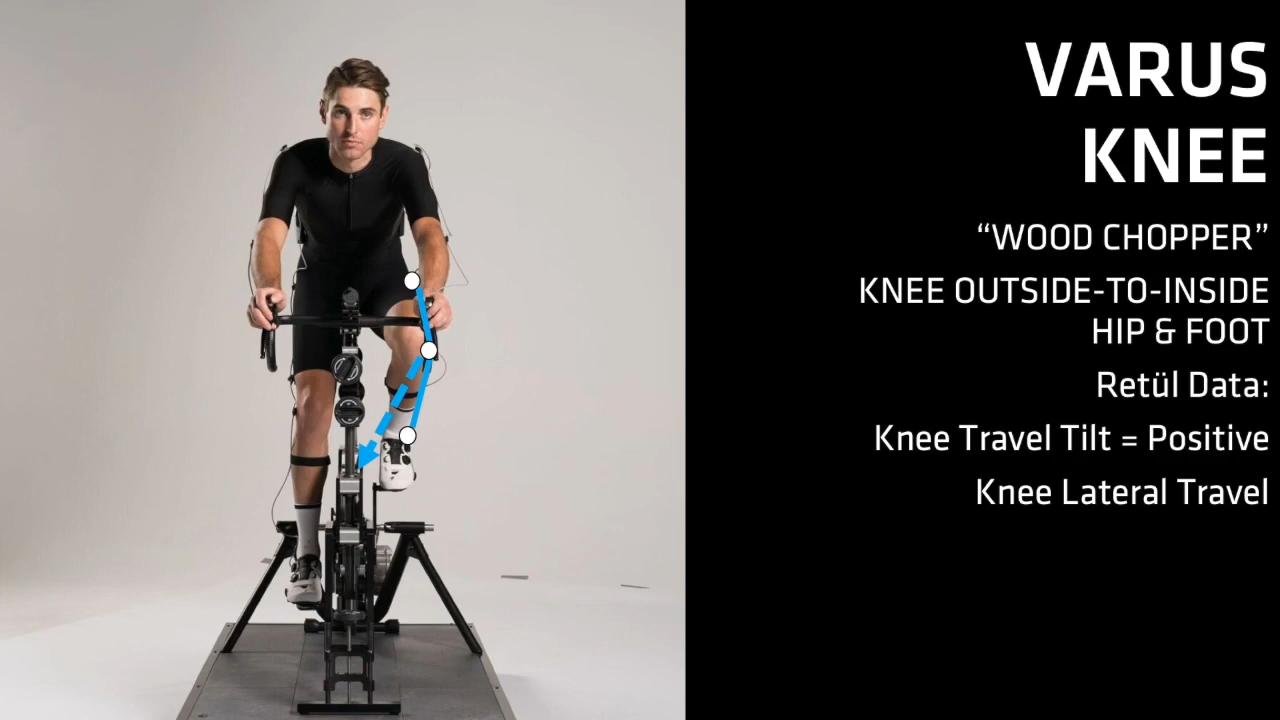 VARUS
KNEE
“WOOD CHOPPER”
KNEE OUTSIDE-TO-INSIDE
HIP & FOOT
Retül Data:
Knee Travel Tilt = Positive
Knee Lateral Travel